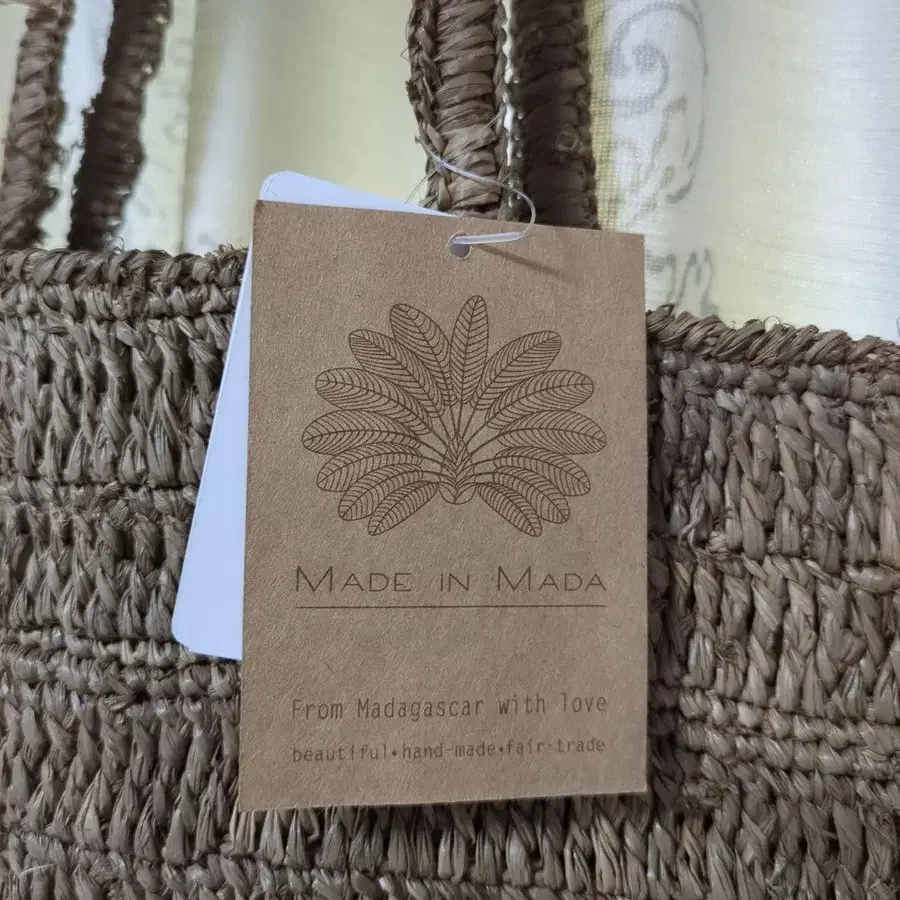 MADE IN MADA
From Madagascar with love
beautiful•hand-made•fair-trade